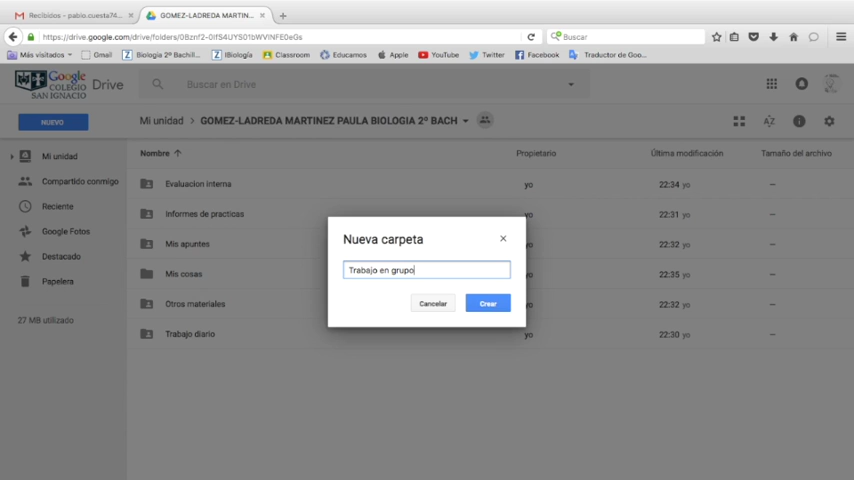 Recibidos - pablo.cuesta74...
GOMEZ-LADREDA MARTIN...
https://drive.google.com/drive/folders/0Bznf2-0IfS4UYS01bWVINFE0eGs
Buscar
Más visitados
Gmail
Biologia 2º Bachill...
IBiología
Classroom
Educamos
Apple
YouTube
Twitter
Facebook
Traductor de Goo...
Google
COLEGIO
SAN IGNACIO
Drive
Buscar en Drive
NUEVO
Mi unidad > GOMEZ-LADREDA MARTINEZ PAULA BIOLOGIA 2º BACH
Mi unidad
Compartido conmigo
Reciente
Google Fotos
Destacado
Papelera
27 MB utilizado
Nombre
Propietario
Última modificación
Tamaño del archivo
Evaluacion interna yo 22:34 yo —
Informes de practicas yo 22:31 yo —
Mis apuntes 22:32 yo —
Mis cosas 22:35 yo —
Otros materiales 22:32 yo —
Trabajo diario yo 22:30 yo —
Nueva carpeta
Trabajo en grupo
Cancelar
Crear